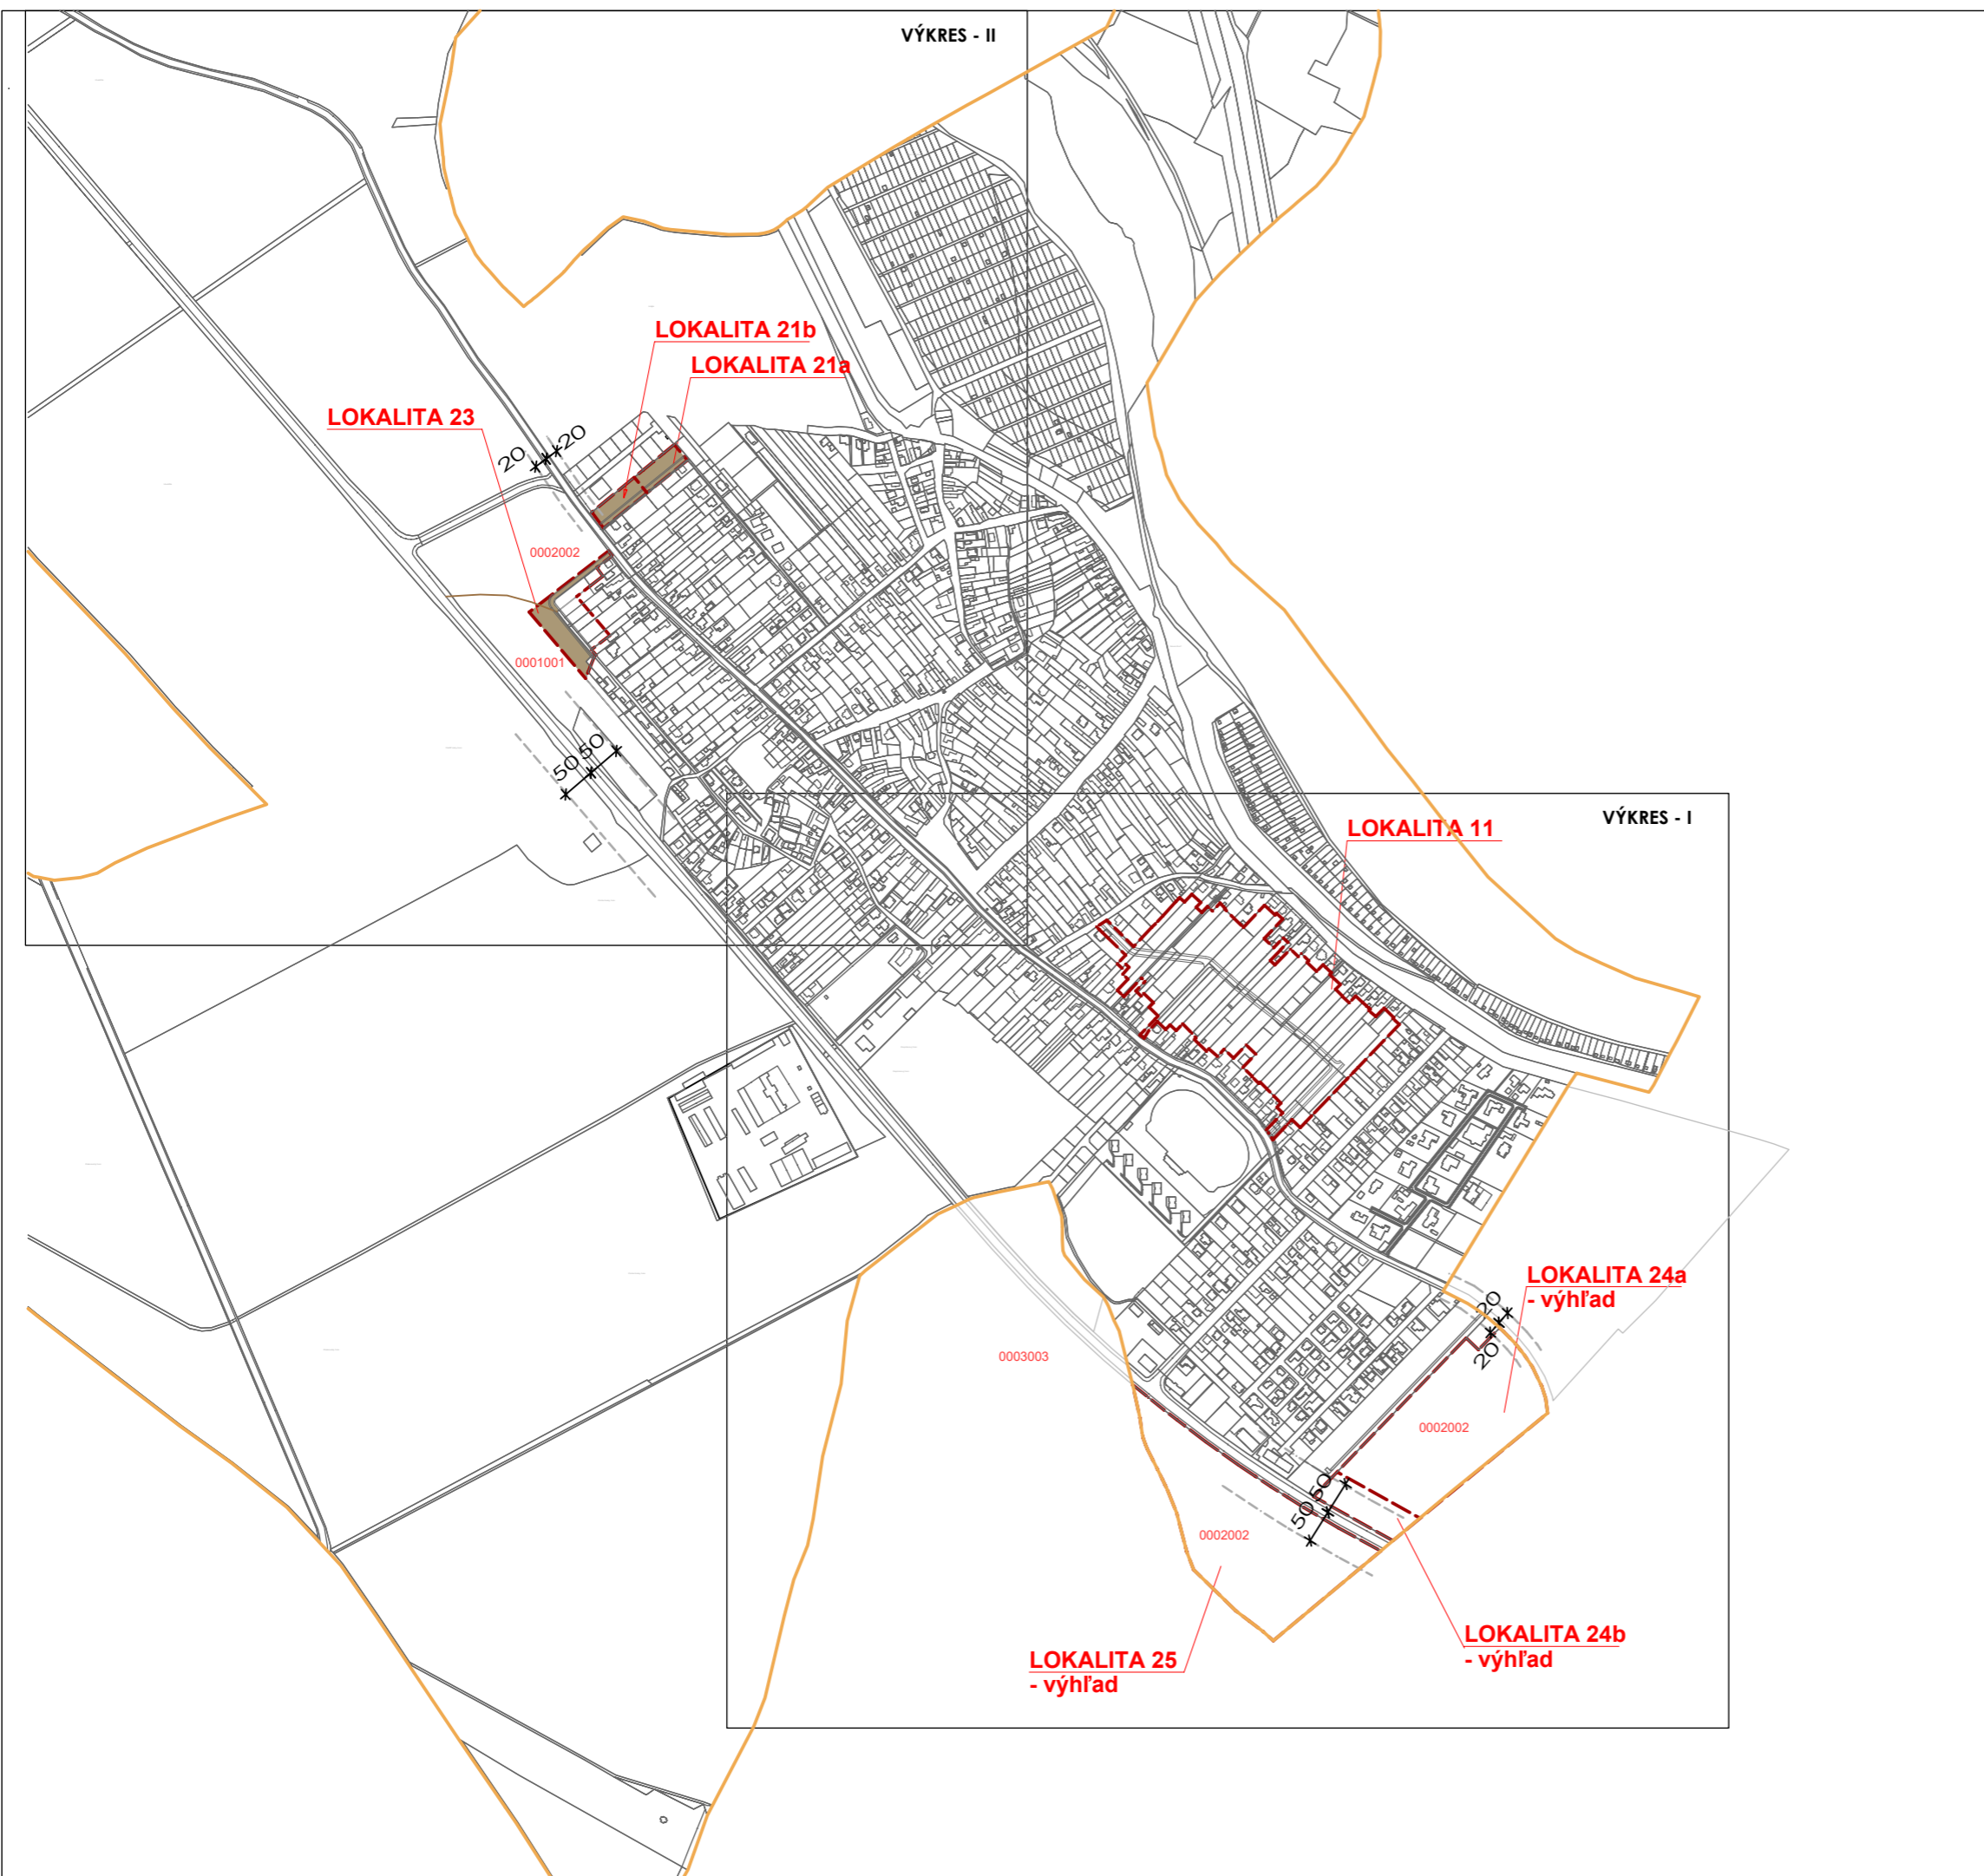 VÝKRES - II
LOKALITA 21b
LOKALITA 21a
LOKALITA 23
20
20
0002002
0001001
50
50
VÝKRES - I
LOKALITA 11
LOKALITA 24a
- výhľad
20
20
0003003
0002002
50
50
0002002
LOKALITA 24b
- výhľad
LOKALITA 25
- výhľad